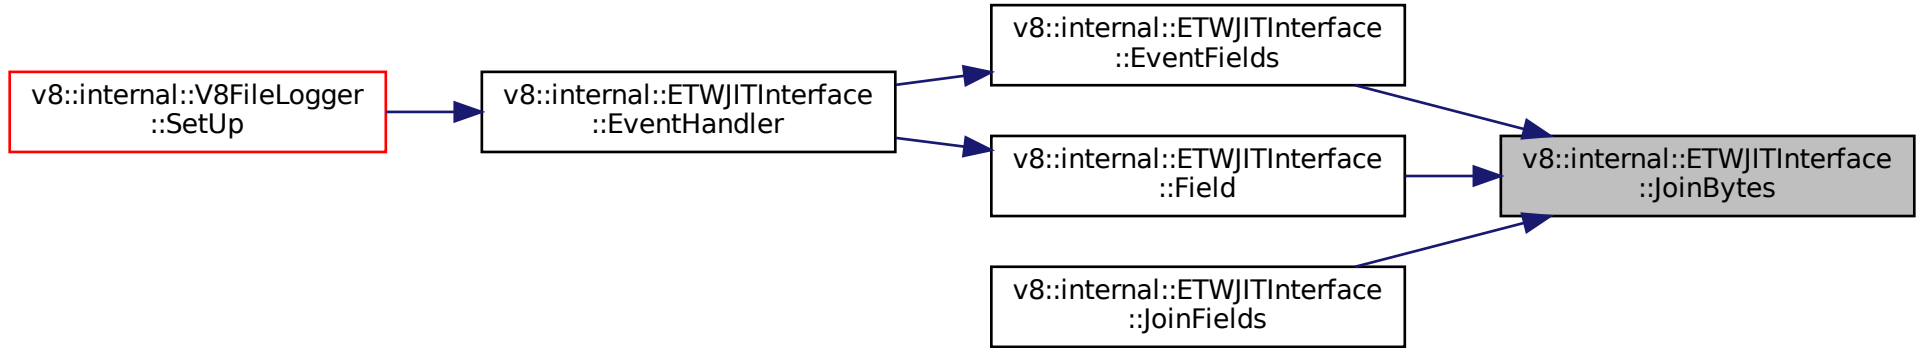 v8::internal::V8FileLogger
::SetUp
v8::internal::ETWJITInterface
::EventHandler
v8::internal::ETWJITInterface
::EventFields
v8::internal::ETWJITInterface
::Field
v8::internal::ETWJITInterface
::JoinFields
v8::internal::ETWJITInterface
::JoinBytes